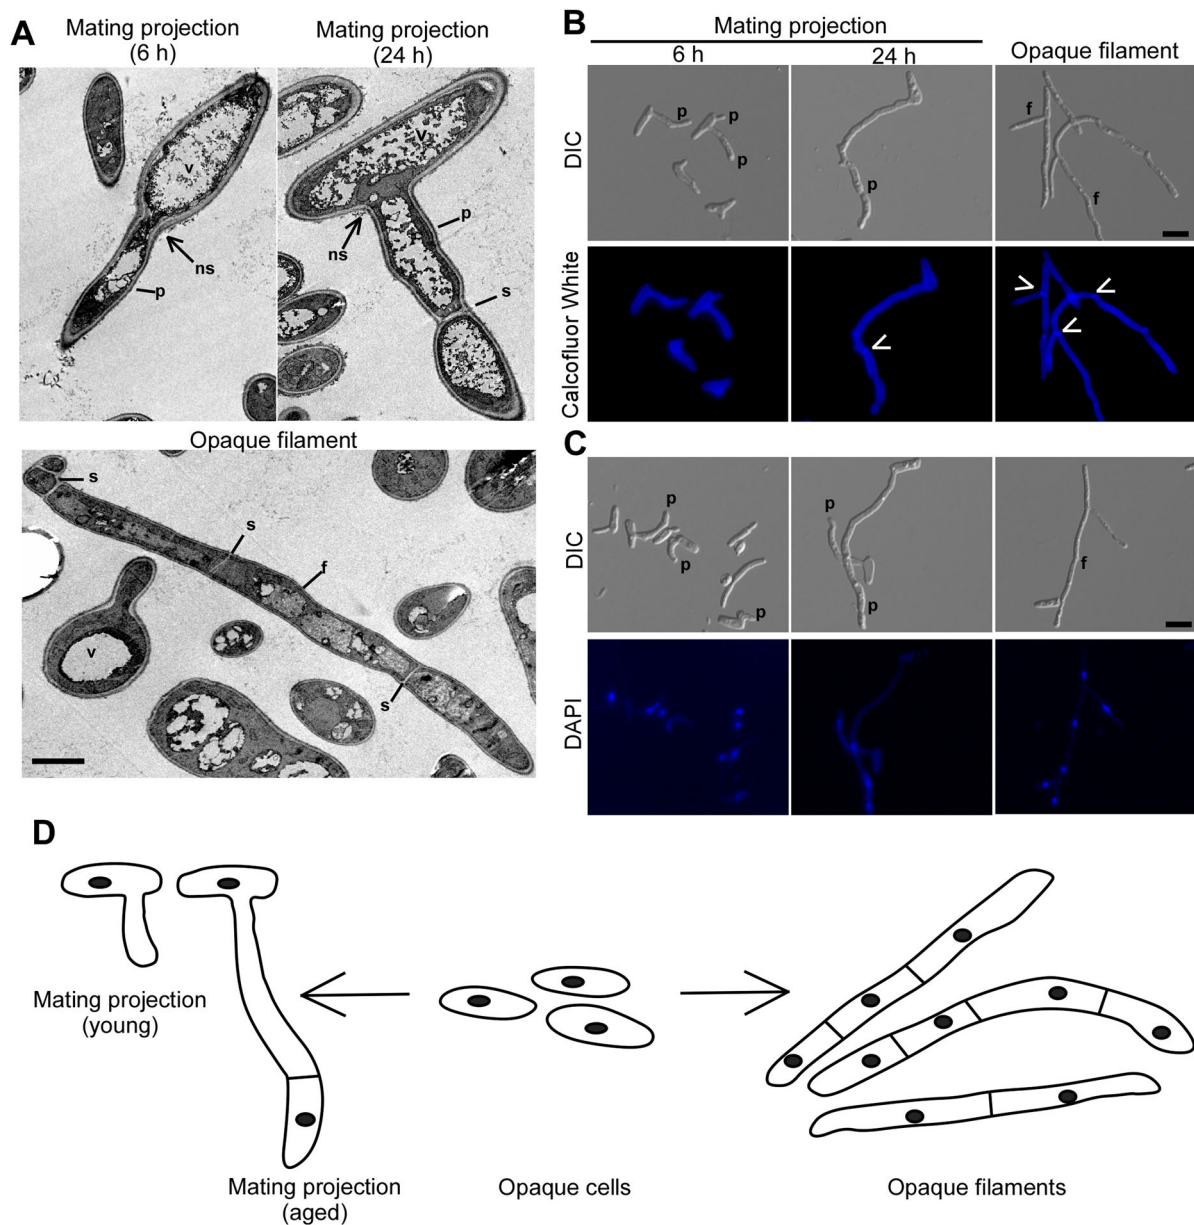 A
Mating projection
(6 h)
Mating projection
(24 h)
v
ns
p
v
p
ns
s
Opaque filament
s
s
f
v
s
B
Mating projection
6 h
24 h
Opaque filament
DIC
p
p
p
p
f
f
Calcofluor White
C
DIC
p
p
p
p
p
f
DAPI
D
Mating projection
(young)
Mating projection
(aged)
Opaque cells
Opaque filaments